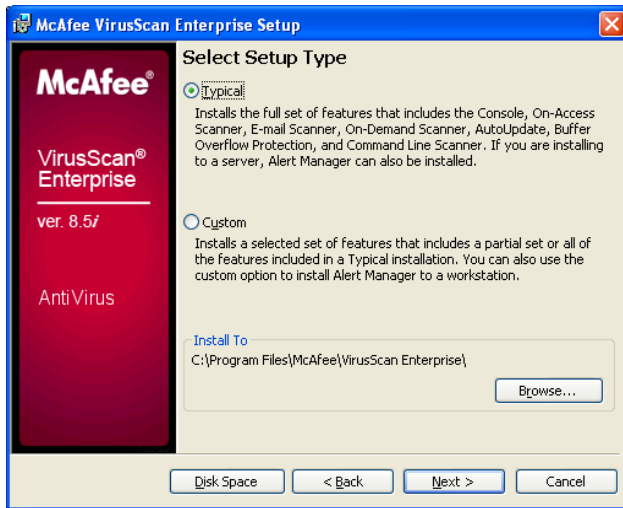 McAfee VirusScan Enterprise Setup
McAfee®
VirusScan®
Enterprise
ver. 8.5i
AntiVirus
Select Setup Type
Typical
Installs the full set of features that includes the Console, On-Access
Scanner, E-mail Scanner, On-Demand Scanner, AutoUpdate, Buffer
Overflow Protection, and Command Line Scanner. If you are installing
to a server, Alert Manager can also be installed.
Custom
Installs a selected set of features that includes a partial set or all of
the features included in a Typical installation. You can also use the
custom option to install Alert Manager to a workstation.
Install To
C:\Program Files\McAfee\VirusScan Enterprise\
Browse...
Disk Space
< Back
Next >
Cancel